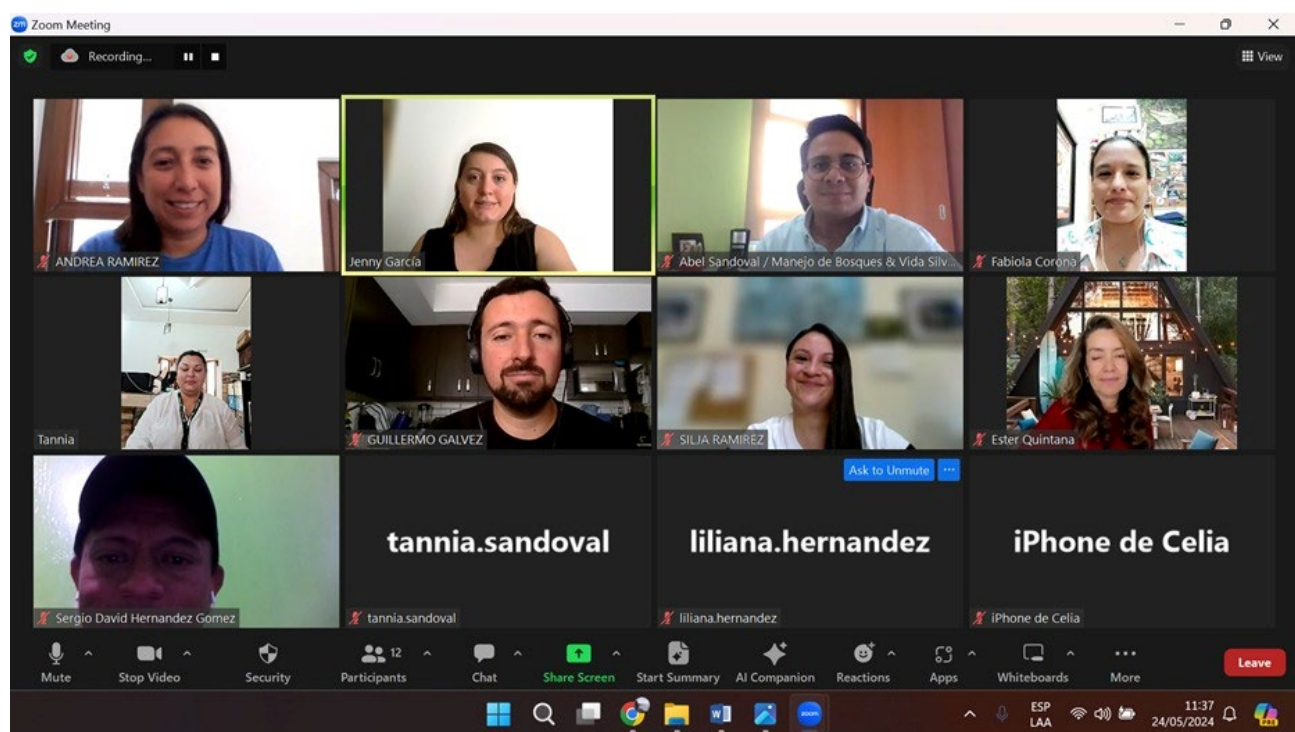 zm Zoom Meeting
Recording...
View
ANDREA RAMIREZ
Jenny García
Abel Sandoval / Manejo de Bosques & Vida Silv...
Fabiola Corona
Tannia
GUILLERMO GALVEZ
SILJA RAMIREZ
Ester Quintana
Ask to Unmute ...
tannia.sandoval
liliana.hernandez
iPhone de Celia
Sergio David Hernandez Gomez
tannia.sandoval
liliana.hernandez
iPhone de Celia
12
Mute
Stop Video
Security
Participants
Chat
Share Screen
Start Summary
AI Companion
Reactions
Apps
Whiteboards
More
Leave
W
zoom
ESP
LAA
11:37
24/05/2024
PRE